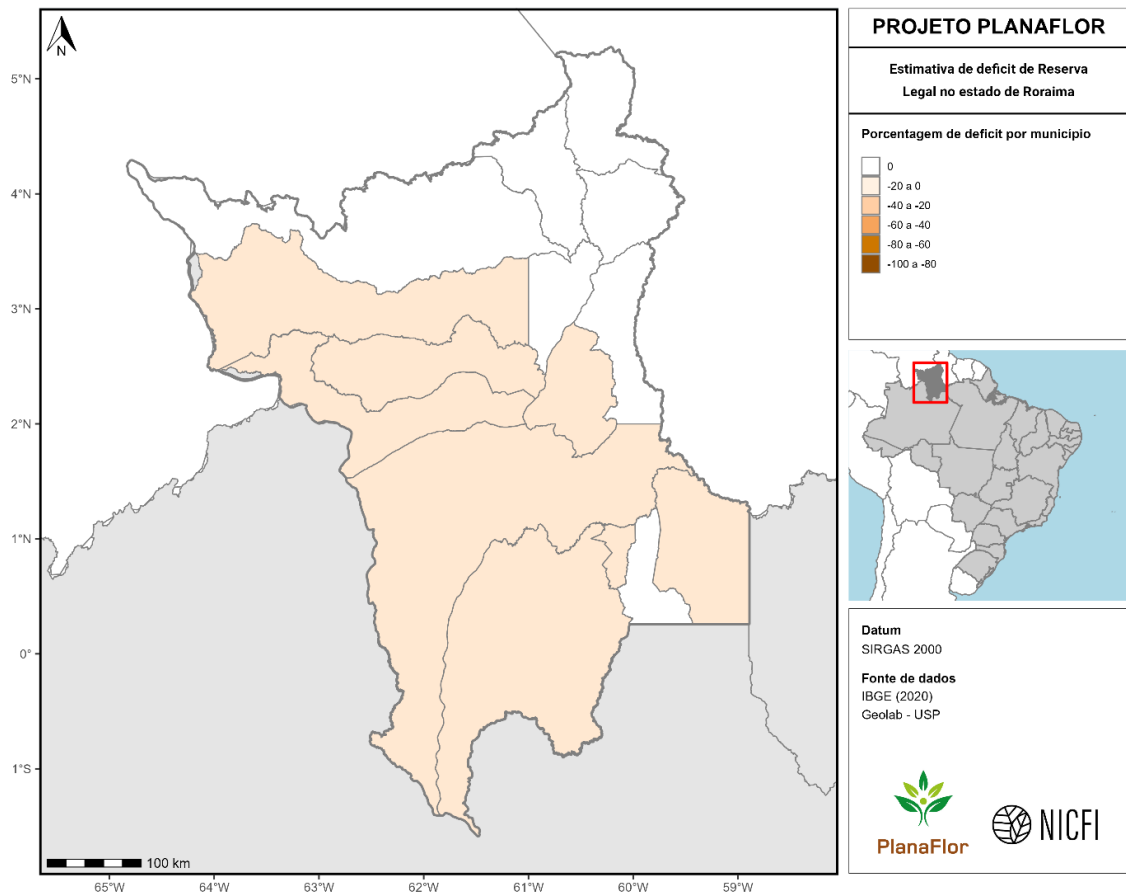 PROJETO PLANAFLOR
Estimativa de deficit de Reserva
Legal no estado de Roraima
Porcentagem de deficit por município
0
-20 a 0
-40 a -20
-60 a -40
-80 a -60
-100 a -80
N
5°N
4°N
3°N
2°N
1°N
0°
1°S
100 km
65°W
64°W
63°W
62°W
61°W
60°W
59°W
Datum
SIRGAS 2000
Fonte de dados
IBGE (2020)
Geolab - USP
PlanaFlor
NICFI